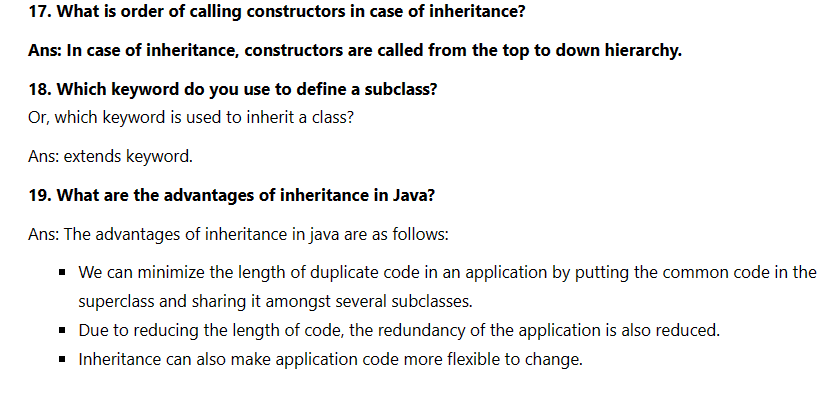 17. What is order of calling constructors in case of inheritance?
Ans: In case of inheritance, constructors are called from the top to down hierarchy.
18. Which keyword do you use to define a subclass?
Or, which keyword is used to inherit a class?
Ans: extends keyword.
19. What are the advantages of inheritance in Java?
Ans: The advantages of inheritance in java are as follows:
▪ We can minimize the length of duplicate code in an application by putting the common code in the
superclass and sharing it amongst several subclasses.
▪ Due to reducing the length of code, the redundancy of the application is also reduced.
▪ Inheritance can also make application code more flexible to change.